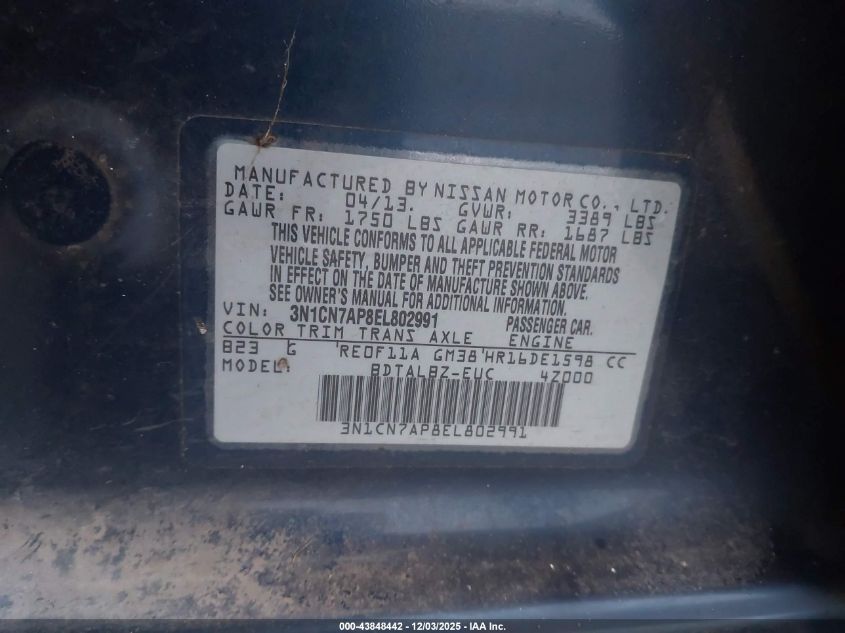 MANUFACTURED BY NISSAN MOTOR CO., LTD.
DATE: 04/13. GVWR: 3389 LBS
GAWR FR: 1750 LBS GAWR RR: 1687 LBS
THIS VEHICLE CONFORMS TO ALL APPLICABLE FEDERAL MOTOR
VEHICLE SAFETY, BUMPER AND THEFT PREVENTION STANDARDS
IN EFFECT ON THE DATE OF MANUFACTURE SHOWN ABOVE.
SEE OWNER'S MANUAL FOR ADDITIONAL INFORMATION.
VIN: 3N1CN7AP8EL802991 PASSENGER CAR.
COLOR TRIM TRANS AXLE ENGINE
B23 G RE0F11A GM38 HR16DE1598 CC
MODEL: BDTALBZ-EUC 4Z000
3N1CN7AP8EL802991
000-43848442 - 12/03/2025 - IAA Inc.